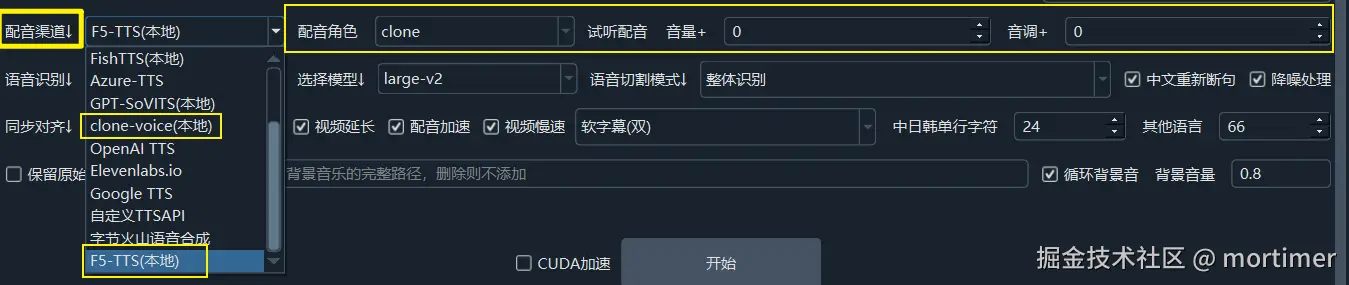 配音渠道↓ F5-TTS(本地) 配音角色 clone 试听配音 音量+ 0 音调+ 0
FishTTS(本地)
Azure-TTS
GPT-SoVITS(本地)
clone-voice(本地)
OpenAI TTS
Elevenlabs.io
Google TTS
自定义TTSAPI
字节火山语音合成
F5-TTS(本地)
语音识别↓ 选择模型↓ large-v2 语音切割模式↓ 整体识别 中文重新断句 降噪处理
同步对齐↓ 视频延长 配音加速 视频慢速 软字幕(双) 中日韩单行字符 24 其他语言 66
保留原始 背景音乐的完整路径，删除则不添加 循环背景音 背景音量 0.8
CUDA加速 开始
掘金技术社区 @ mortimer